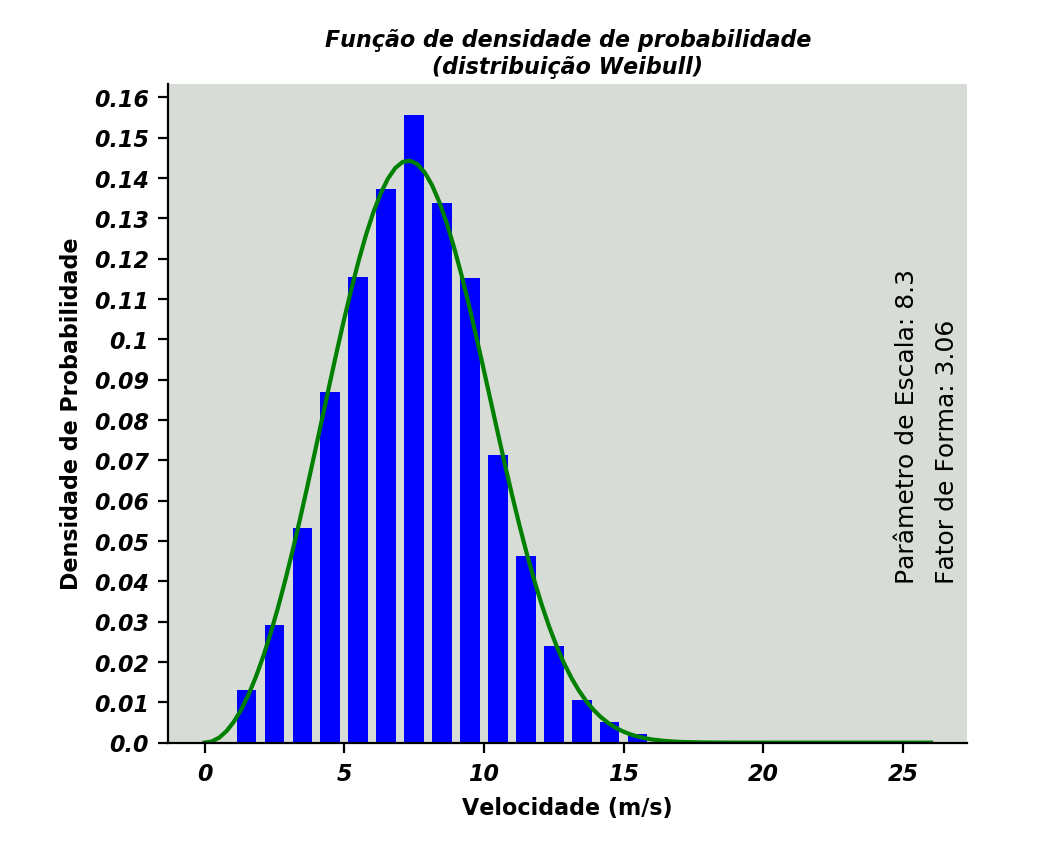 Função de densidade de probabilidade
(distribuição Weibull)
0.16
0.15
0.14
0.13
0.12
0.11
0.1
0.09
0.08
0.07
0.06
0.05
0.04
0.03
0.02
0.01
0.0
Densidade de Probabilidade
Parâmetro de Escala: 8.3
Fator de Forma: 3.06
0 5 10 15 20 25
Velocidade (m/s)